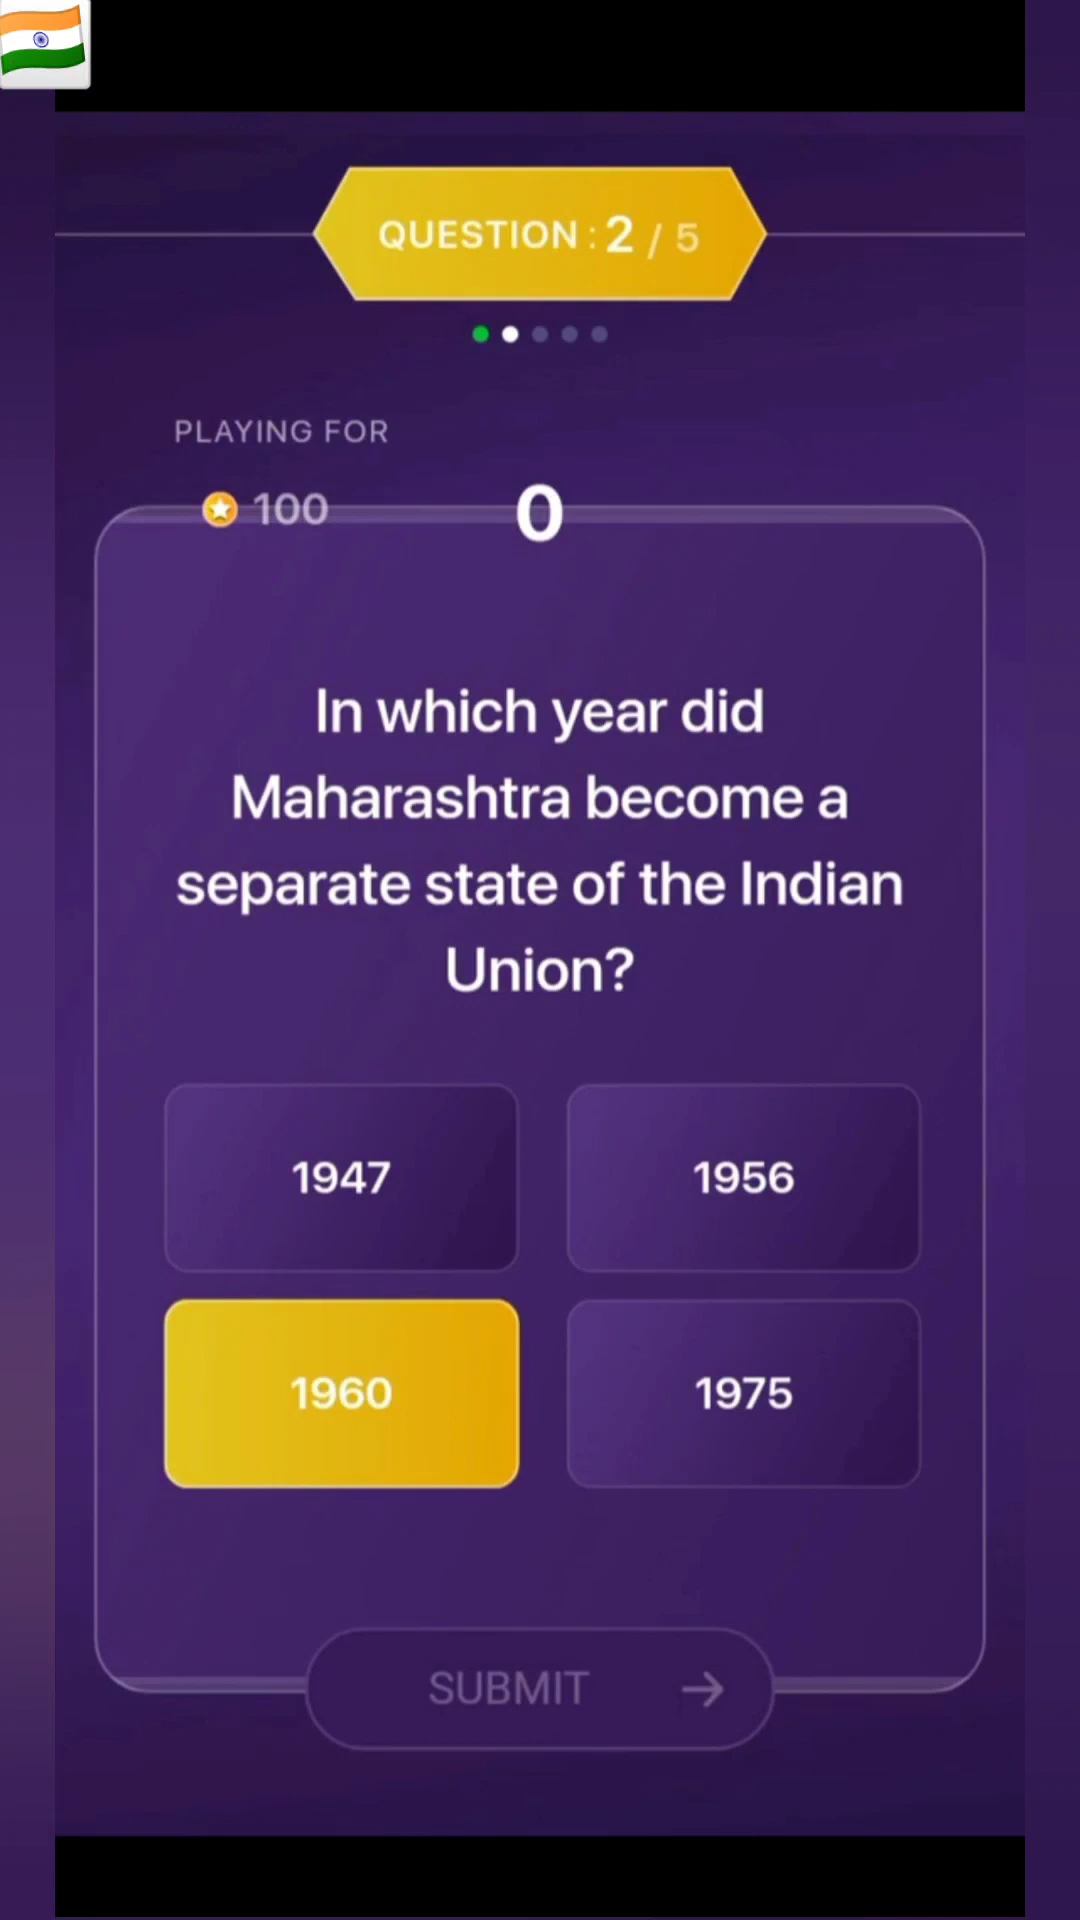 QUESTION : 2 / 5
PLAYING FOR
100
0
In which year did
Maharashtra become a
separate state of the Indian
Union?
1947
1956
1960
1975
SUBMIT →